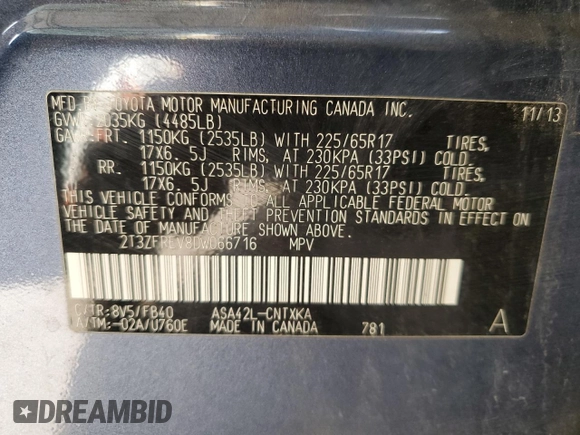 MFD BY TOYOTA MOTOR MANUFACTURING CANADA INC.
GVWR 2035KG (4485LB) 11/13
GAWR FRT. 1150KG (2535LB) WITH 225/65R17 TIRES,
17X6. 5J RIMS, AT 230KPA (33PSI) COLD.
RR. 1150KG (2535LB) WITH 225/65R17 TIRES,
17X6. 5J RIMS, AT 230KPA (33PSI) COLD.
THIS VEHICLE CONFORMS TO ALL APPLICABLE FEDERAL MOTOR
VEHICLE SAFETY AND THEFT PREVENTION STANDARDS IN EFFECT ON
THE DATE OF MANUFACTURE SHOWN ABOVE.
MPV
C/TR: 8V5/FB40 ASA42L-CNTXKA
A/TM: -02A/U760E MADE IN CANADA 781 A
DREAMBID